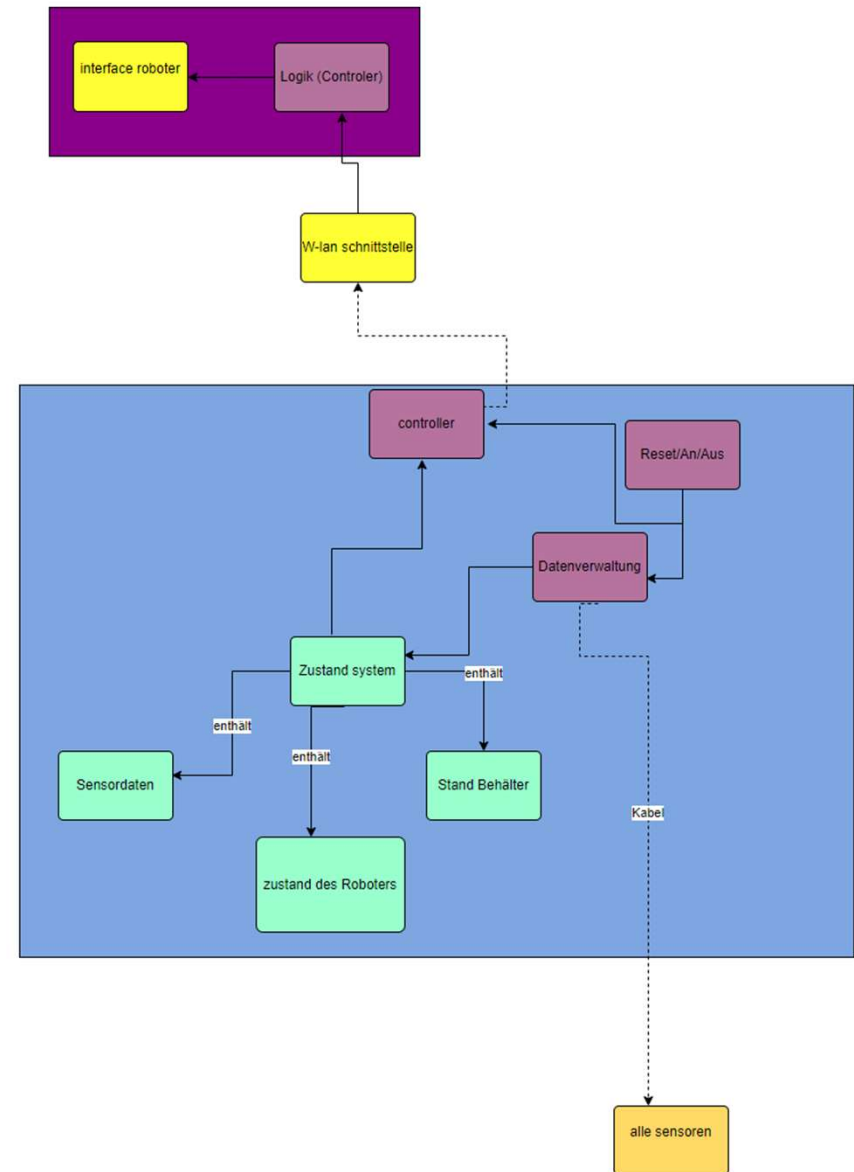 interface roboter
Logik (Controler)
W-lan schnittstelle
controller
Reset/An/Aus
Datenverwaltung
Zustand system
enthält
enthält
enthält
Sensordaten
Stand Behälter
Kabel
zustand des Roboters
alle sensoren